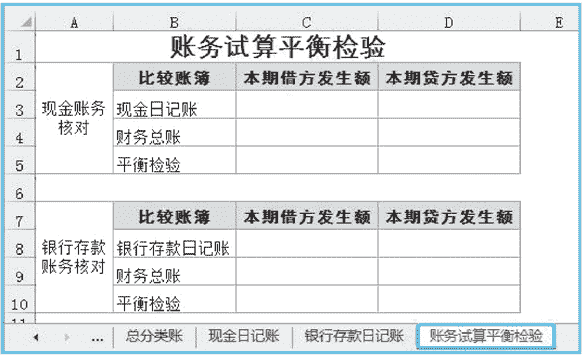 A B C D E
1 账务试算平衡检验
2 比较账簿 本期借方发生额 本期贷方发生额
现金账务
核对
3 现金日记账
4 财务总账
5 平衡检验
6
7 比较账簿 本期借方发生额 本期贷方发生额
银行存款
账务核对
8 银行存款日记账
9 财务总账
10 平衡检验
11
... 总分类账 现金日记账 银行存款日记账 账务试算平衡检验